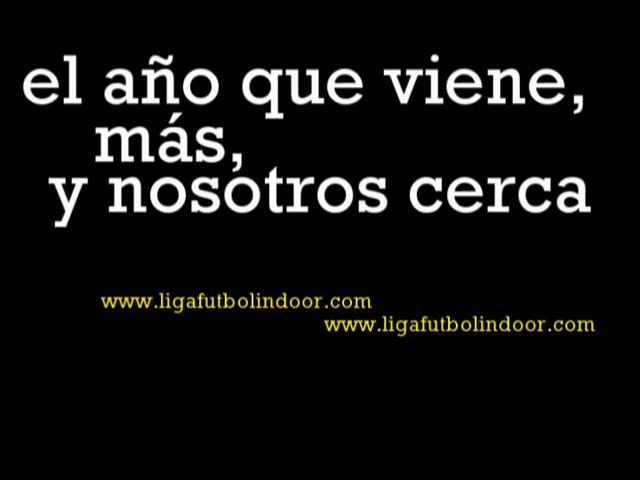 el año que viene,
más,
y nosotros cerca
www.ligafutbolindoor.com
www.ligafutbolindoor.com